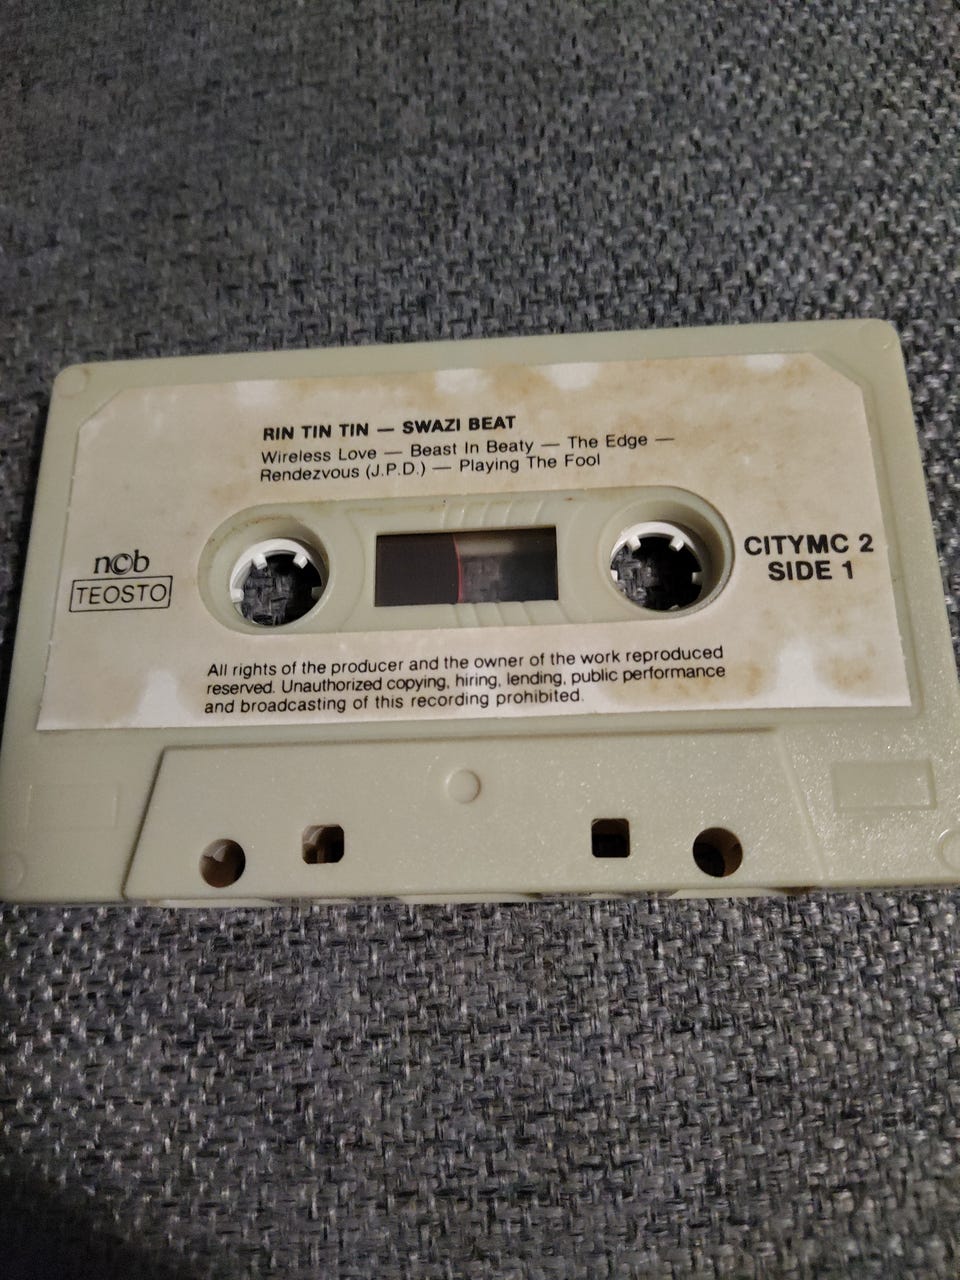 RIN TIN TIN — SWAZI BEAT
Wireless Love — Beast In Beaty — The Edge —
Rendezvous (J.P.D.) — Playing The Fool
ncb
TEOSTO
CITYMC 2
SIDE 1
All rights of the producer and the owner of the work reproduced
reserved. Unauthorized copying, hiring, lending, public performance
and broadcasting of this recording prohibited.